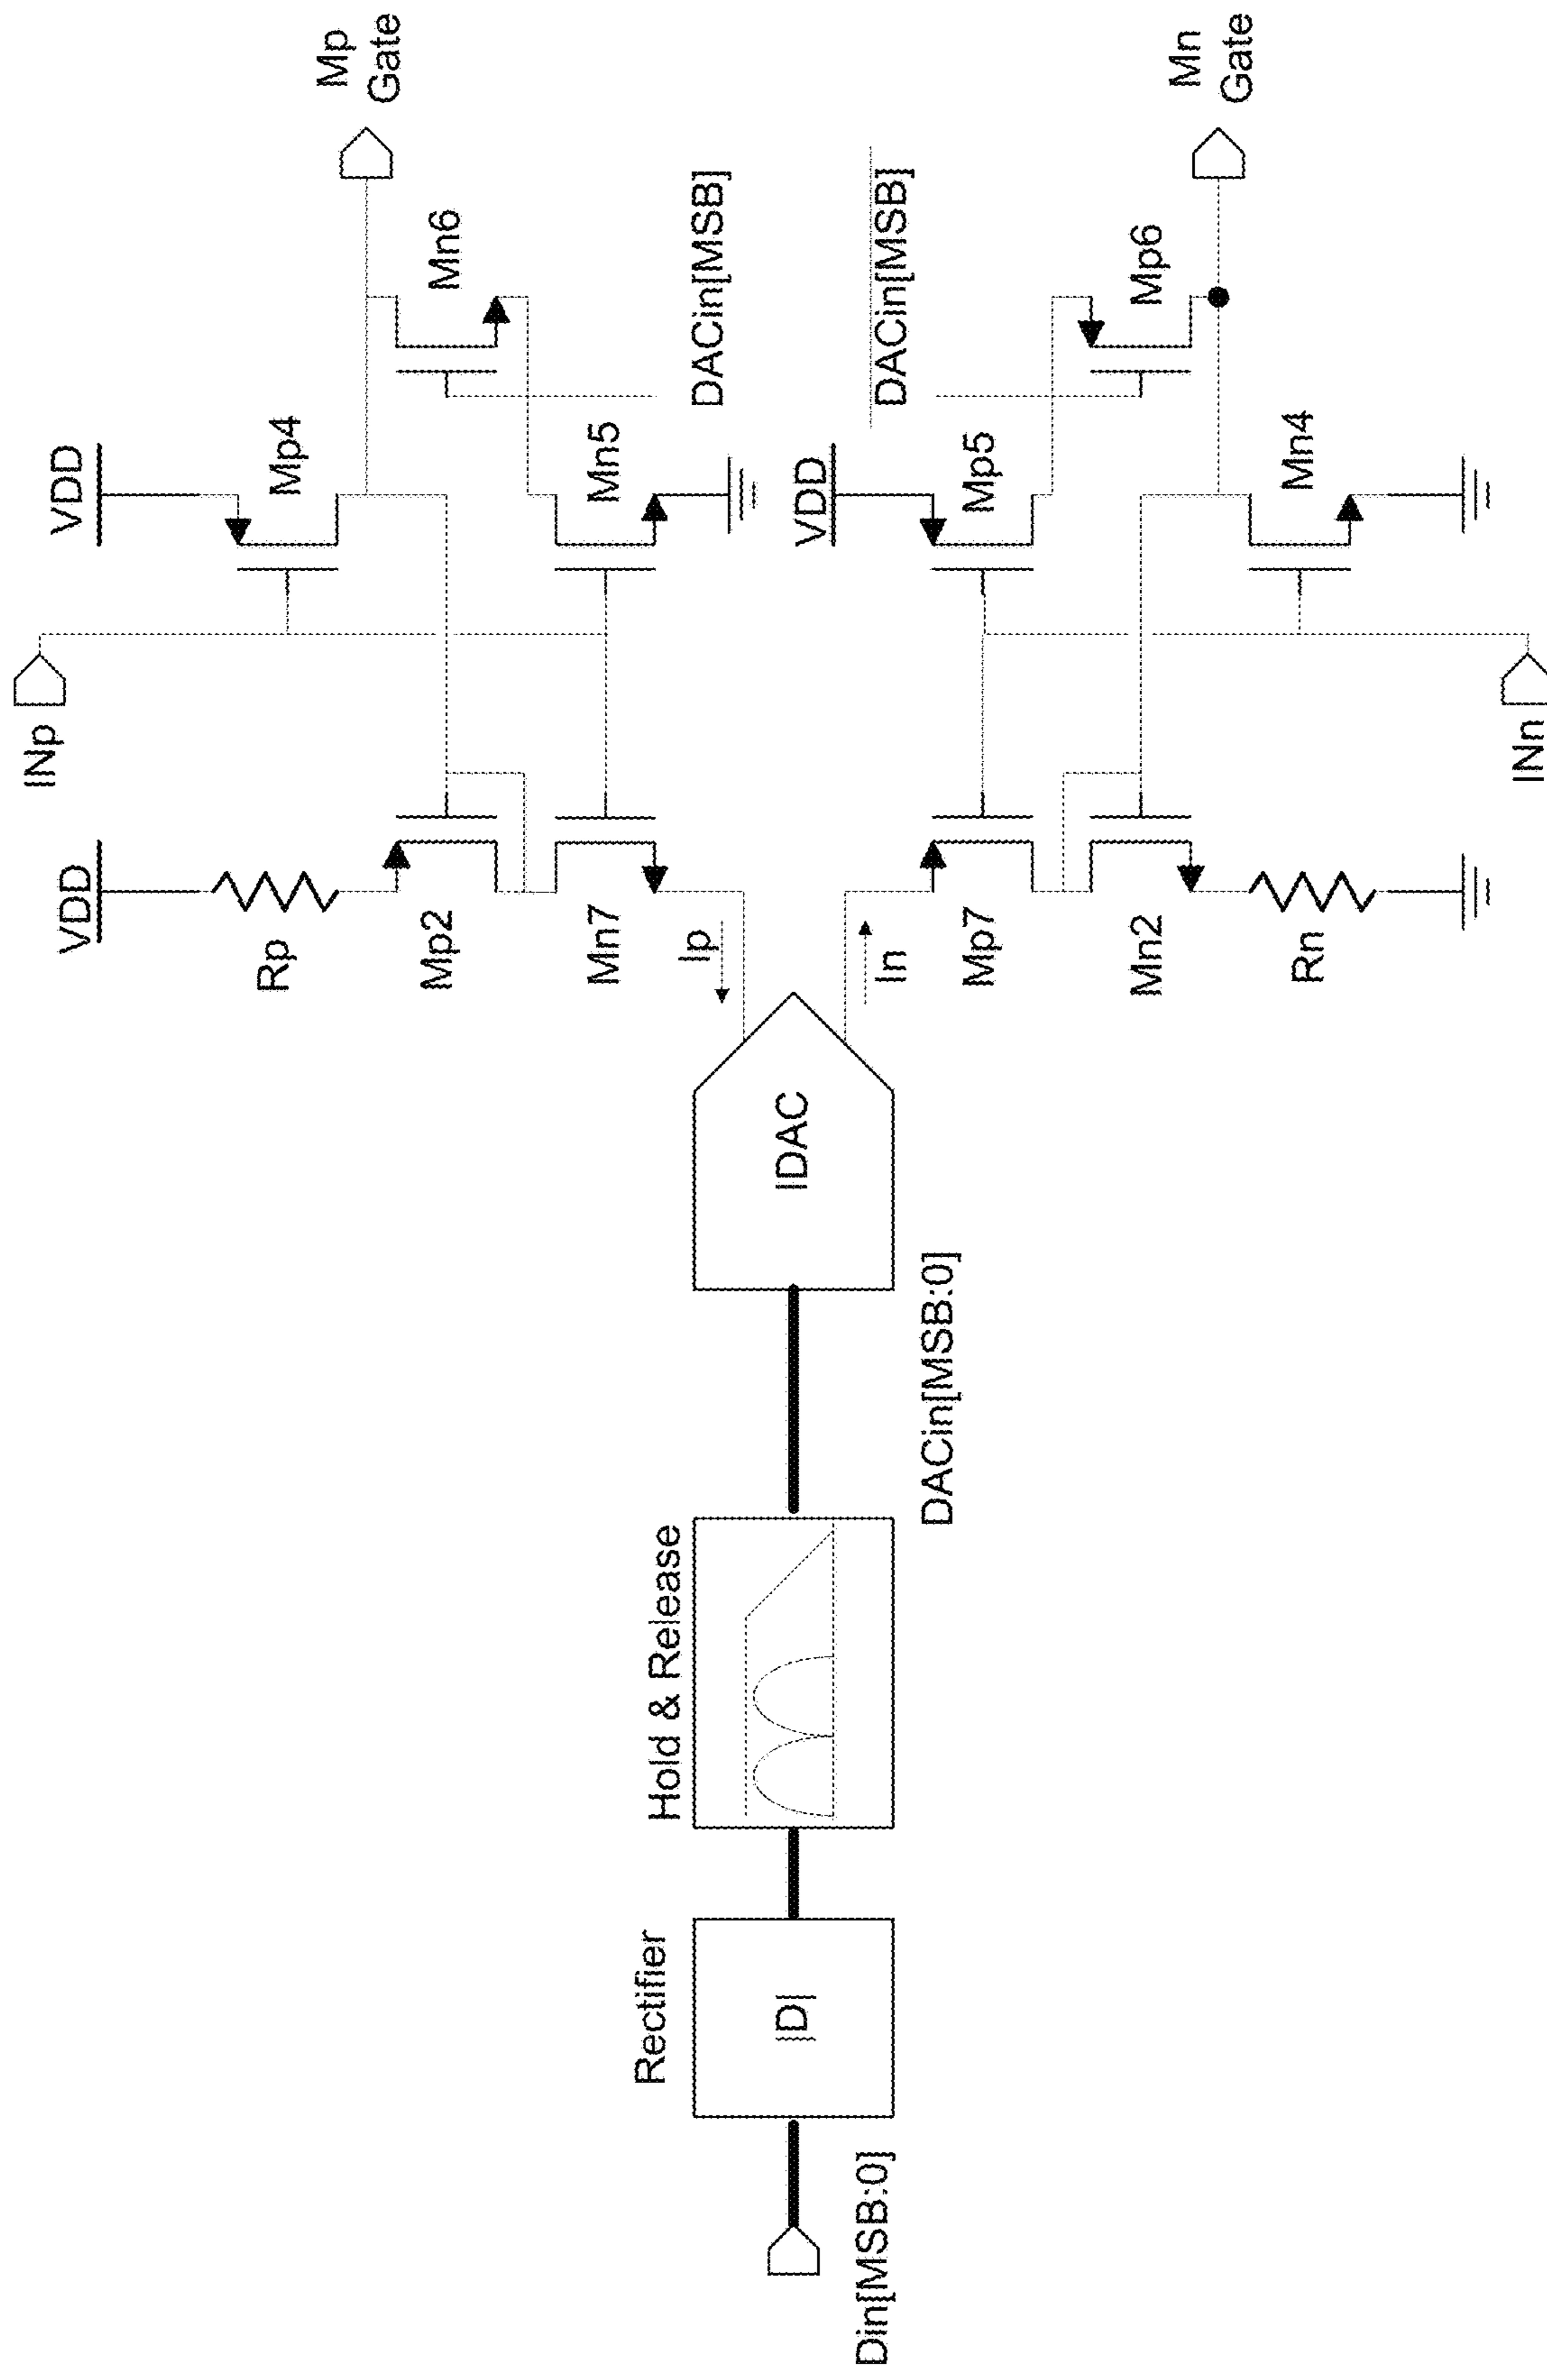 INp
VDD
VDD
Rp
Mp4
Mp
Gate
Mp2
Mn6
Mn7
Mn5
Rectifier
Hold & Release
Ip
DACin[MSB]
|D|
IDAC
VDD
Din[MSB:0]
In
DACin[MSB]
DACin[MSB:0]
Mp7
Mp5
Mn2
Mp6
Mn
Gate
Rn
Mn4
INn